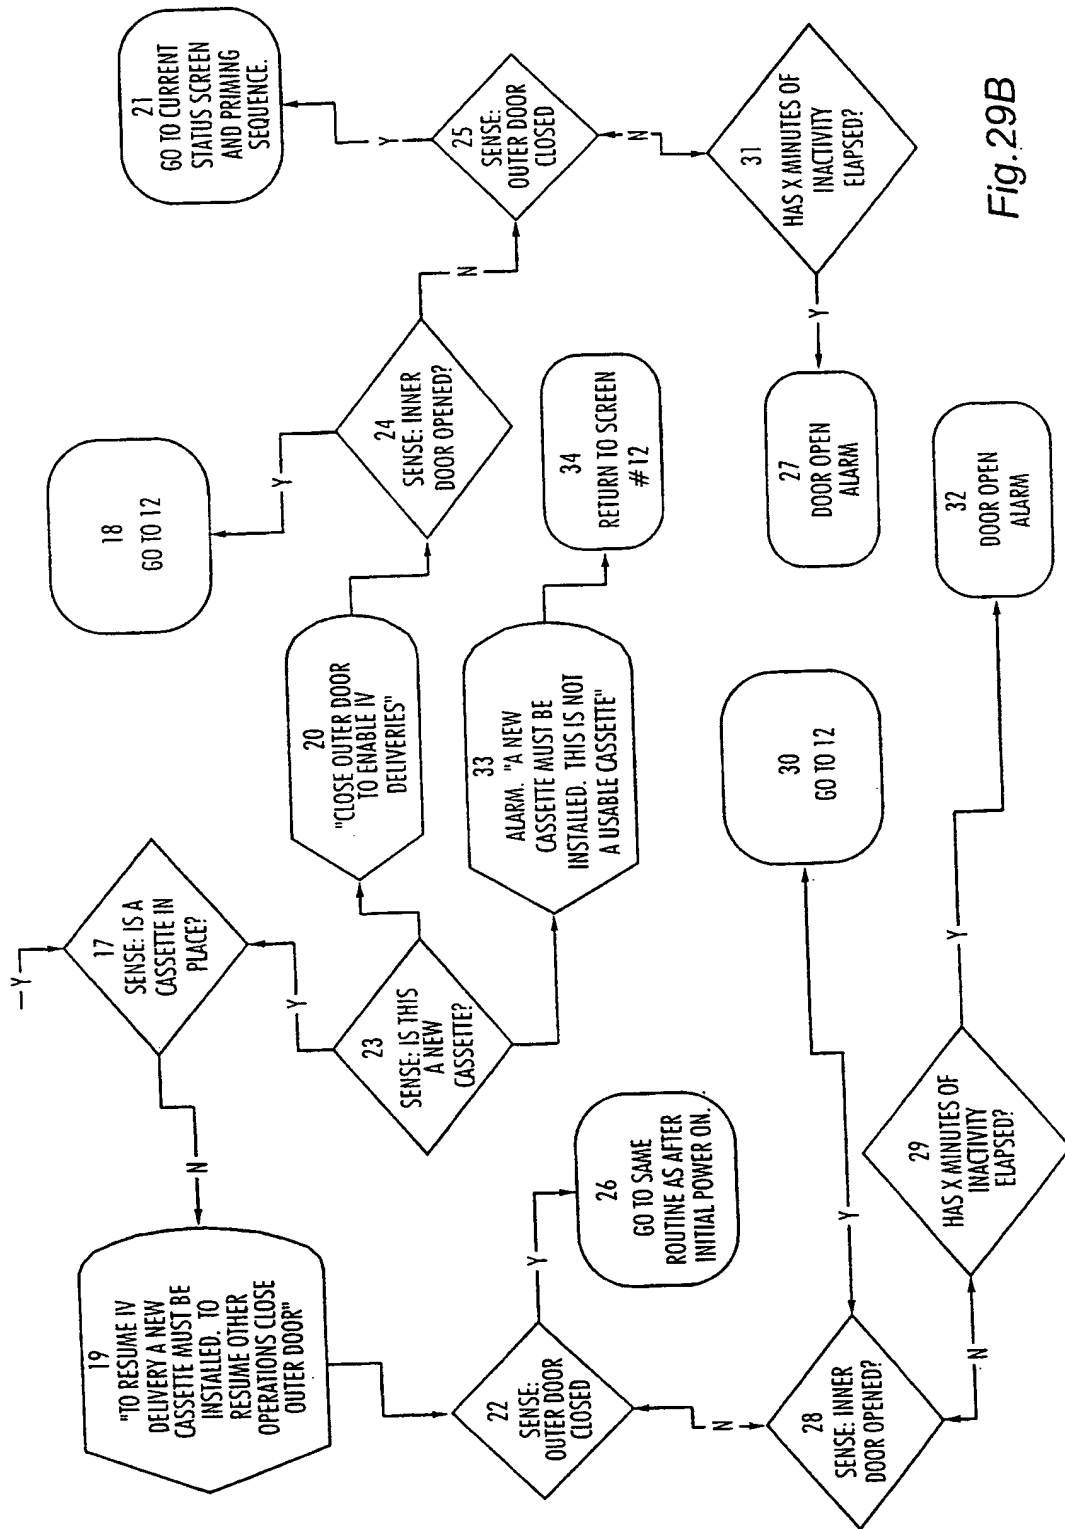 — Y
17
SENSE: IS A
CASSETTE IN
PLACE?
N
Y
19
"TO RESUME IV
DELIVERY A NEW
CASSETTE MUST BE
INSTALLED. TO
RESUME OTHER
OPERATIONS CLOSE
OUTER DOOR"
23
SENSE: IS THIS
A NEW
CASSETTE?
20
"CLOSE OUTER DOOR
TO ENABLE IV
DELIVERIES"
18
GO TO 12
Y
24
SENSE: INNER
DOOR OPENED?
N
21
GO TO CURRENT
STATUS SCREEN
AND PRIMING
SEQUENCE.
Y
25
SENSE:
OUTER DOOR
CLOSED
N
22
SENSE:
OUTER DOOR
CLOSED
Y
26
GO TO SAME
ROUTINE AS AFTER
INITIAL POWER ON.
33
ALARM. "A NEW
CASSETTE MUST BE
INSTALLED. THIS IS NOT
A USABLE CASSETTE"
34
RETURN TO SCREEN
#12
31
HAS X MINUTES OF
INACTIVITY
ELAPSED?
Y
27
DOOR OPEN
ALARM
N
28
SENSE: INNER
DOOR OPENED?
Y
30
GO TO 12
N
29
HAS X MINUTES OF
INACTIVITY
ELAPSED?
Y
32
DOOR OPEN
ALARM
Fig.29B